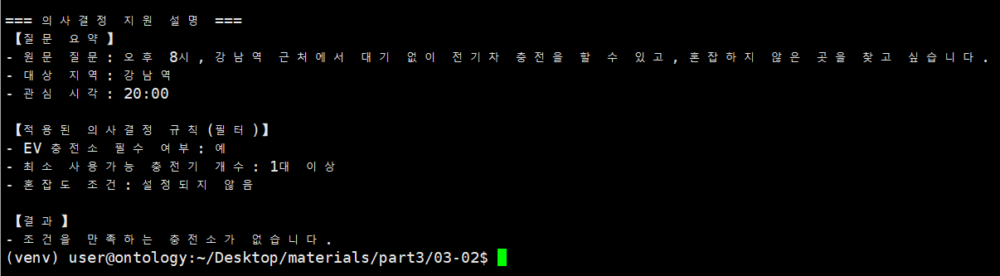 === 의사결정 지원 설명 ===
【질문 요약】
- 원문 질문: 오후 8시, 강남역 근처에서 대기 없이 전기차 충전을 할 수 있고, 혼잡하지 않은 곳을 찾고 싶습니다.
- 대상 지역: 강남역
- 관심 시각: 20:00
【적용된 의사결정 규칙(필터)】
- EV 충전소 필수 여부: 예
- 최소 사용가능 충전기 개수: 1대 이상
- 혼잡도 조건: 설정되지 않음
【결과】
- 조건을 만족하는 충전소가 없습니다.
(venv) user@ontology:~/Desktop/materials/part3/03-02$